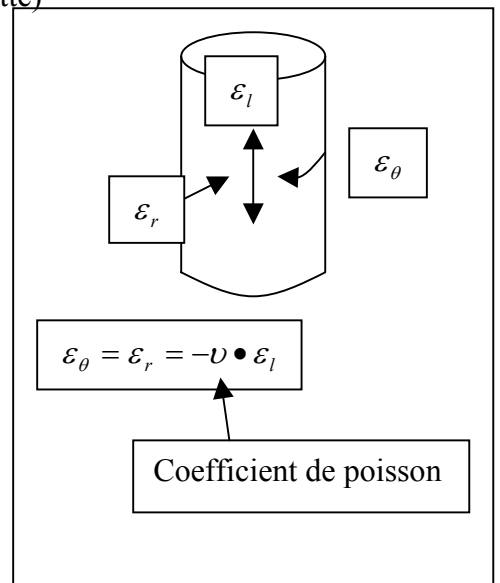 ε_l
ε_θ
ε_r
ε_θ = ε_r = −υ • ε_l
Coefficient de poisson